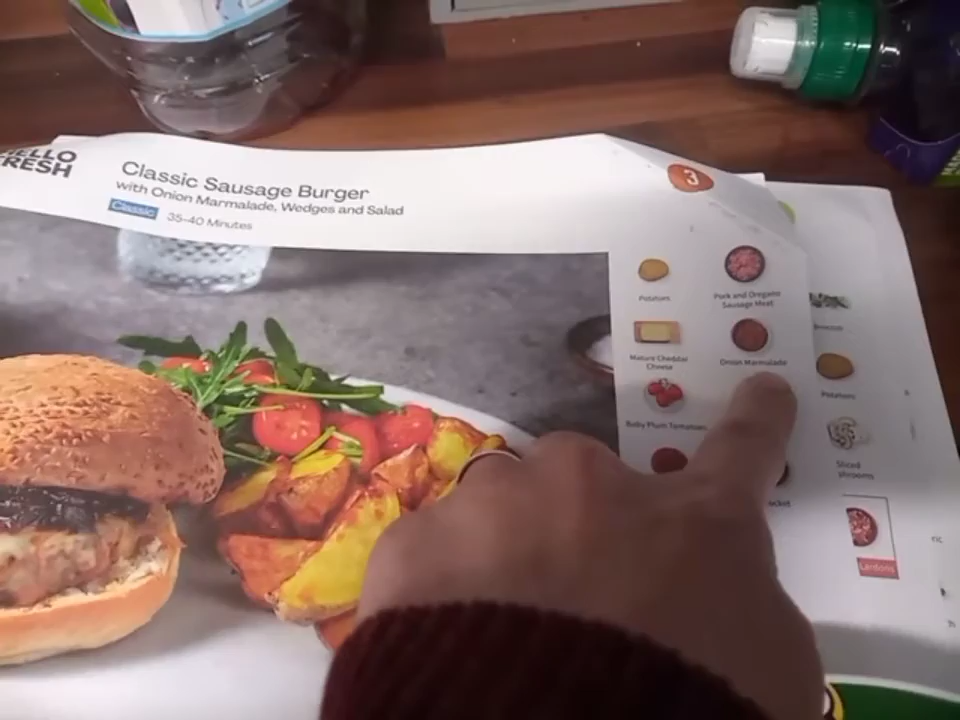 HELLO
FRESH
Classic Sausage Burger
with Onion Marmalade, Wedges and Salad
Classic 35-40 Minutes
3
Potatoes
Pork and Oregano
Sausage Meat
Mature Cheddar
Cheese
Onion Marmalade
Baby Plum Tomatoes
Potatoes
Sliced
Lardons